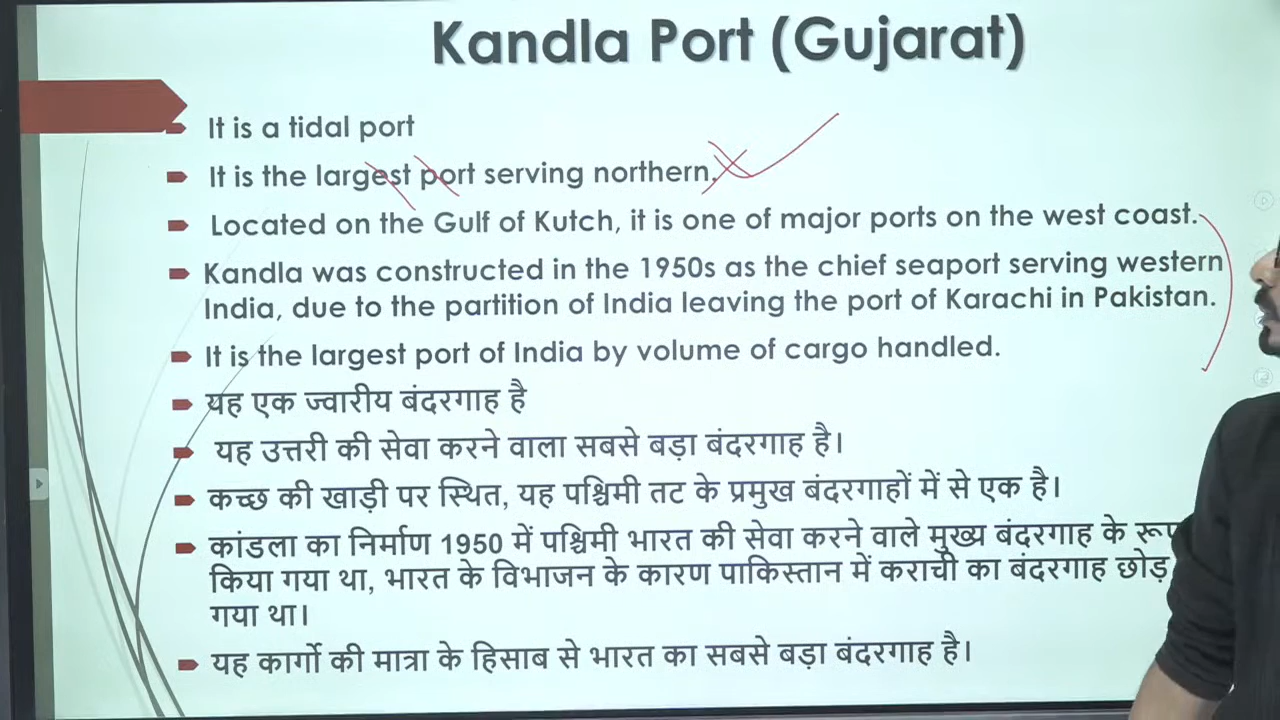 Kandla Port (Gujarat)
It is a tidal port
It is the largest port serving northern.
Located on the Gulf of Kutch, it is one of major ports on the west coast.
Kandla was constructed in the 1950s as the chief seaport serving western
India, due to the partition of India leaving the port of Karachi in Pakistan.
It is the largest port of India by volume of cargo handled.
यह एक ज्वारीय बंदरगाह है
यह उत्तरी की सेवा करने वाला सबसे बड़ा बंदरगाह है।
कच्छ की खाड़ी पर स्थित, यह पश्चिमी तट के प्रमुख बंदरगाहों में से एक है।
कांडला का निर्माण 1950 में पश्चिमी भारत की सेवा करने वाले मुख्य बंदरगाह के
किया गया था, भारत के विभाजन के कारण पाकिस्तान में कराची का बंदरगाह छोड़
गया था।
यह कार्गो की मात्रा के हिसाब से भारत का सबसे बड़ा बंदरगाह है।